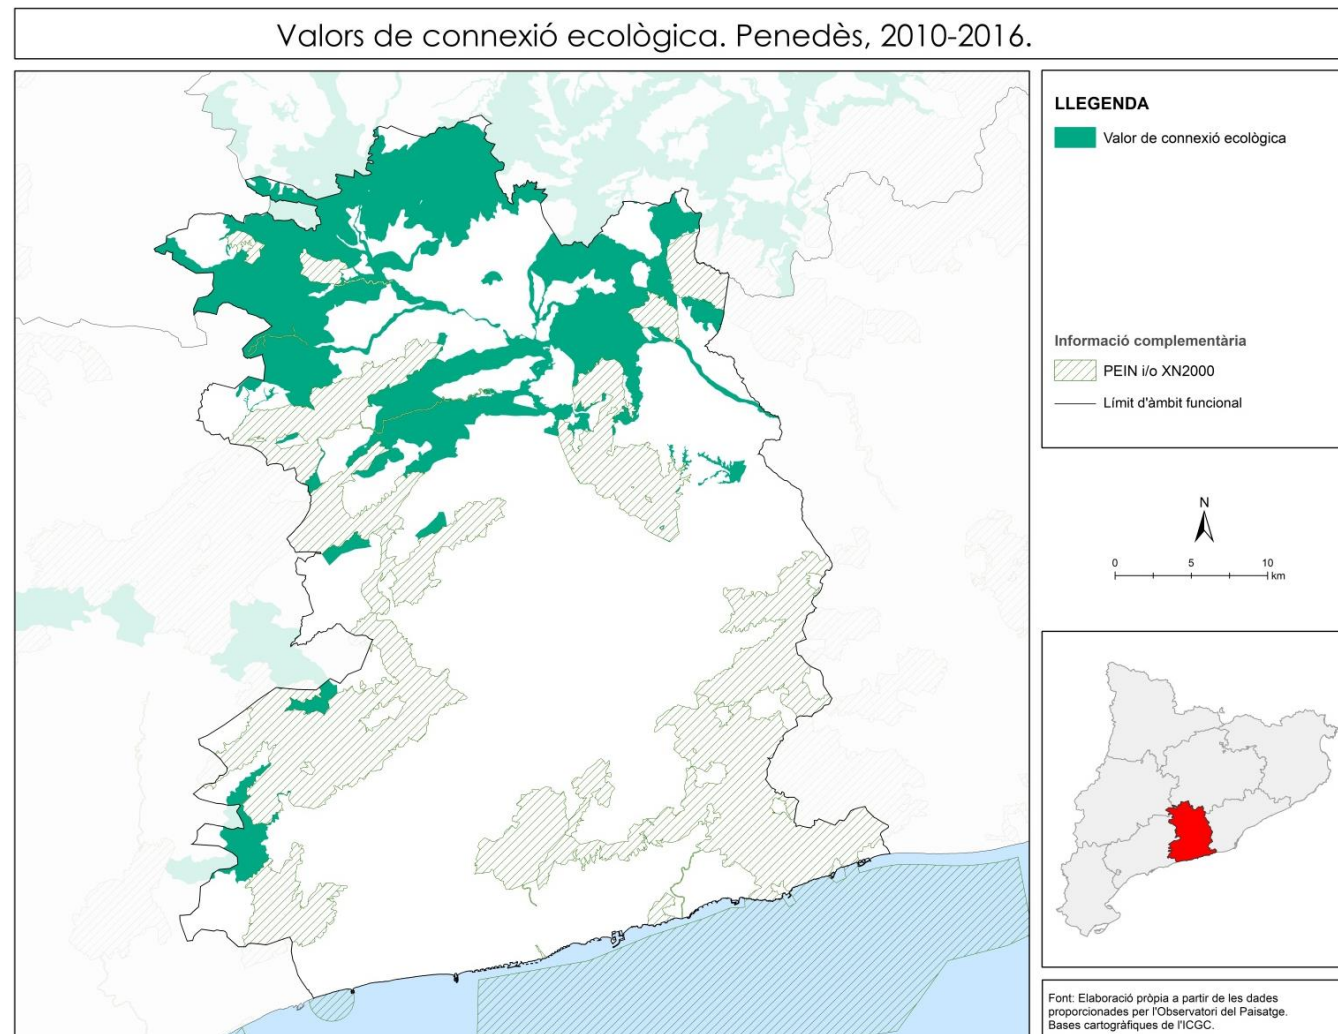 Valors de connexió ecològica. Penedès, 2010-2016.
LLEGENDA
Valor de connexió ecològica
Informació complementària
PEIN i/o XN2000
Límit d'àmbit funcional
N
0 5 10
km
Font: Elaboració pròpia a partir de les dades
proporcionades per l'Observatori del Paisatge.
Bases cartogràfiques de l'ICGC.